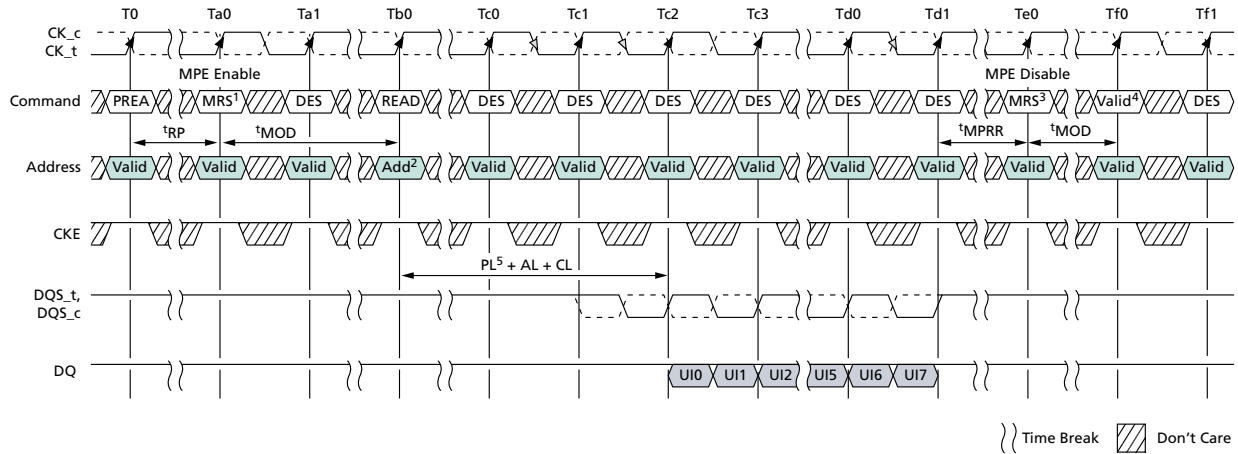 T0 Ta0 Ta1 Tb0 Tc0 Tc1 Tc2 Tc3 Td0 Td1 Te0 Tf0 Tf1
CK_c
CK_t
MPE Enable MPE Disable
Command PREA MRS1 DES READ DES DES DES DES DES DES MRS3 Valid4 DES
tRP tMOD tMPRR tMOD
Address Valid Valid Valid Add2 Valid Valid Valid Valid Valid Valid Valid Valid Valid
CKE
PL5 + AL + CL
DQS_t,
DQS_c
DQ UI0 UI1 UI2 UI5 UI6 UI7
Time Break Don't Care